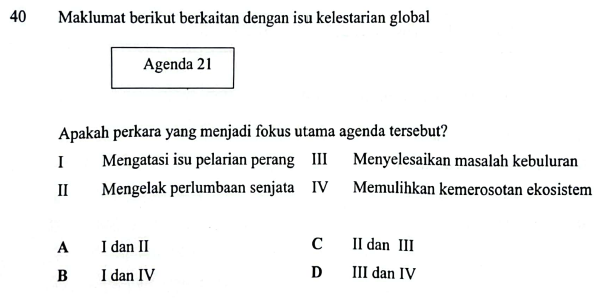 40 Maklumat berikut berkaitan dengan isu kelestarian global
Agenda 21
Apakah perkara yang menjadi fokus utama agenda tersebut?
I Mengatasi isu pelarian perang III Menyelesaikan masalah kebuluran
II Mengelak perlumbaan senjata IV Memulihkan kemerosotan ekosistem
A I dan II C II dan III
B I dan IV D III dan IV